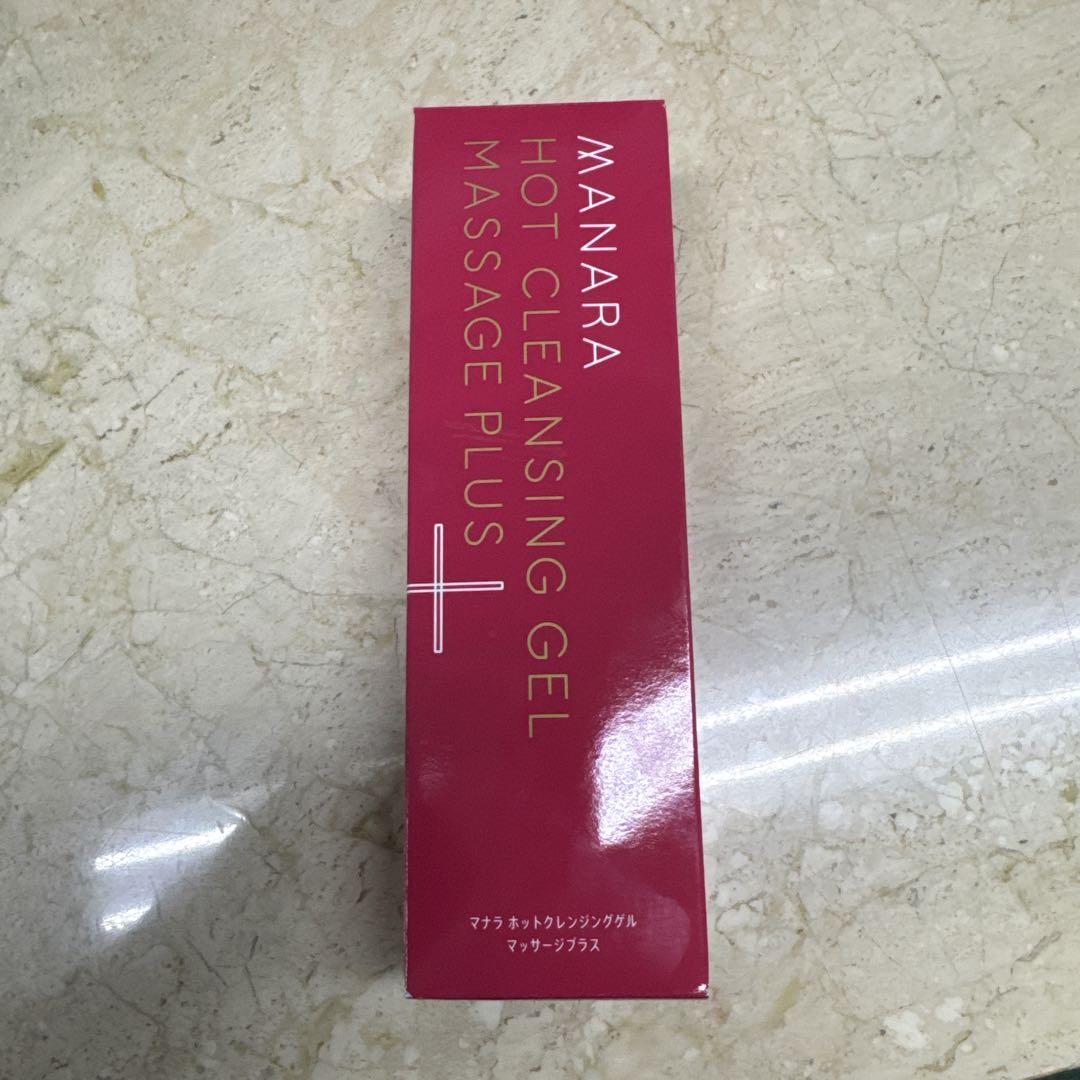 MANARA
HOT CLEANSING GEL
MASSAGE PLUS
マナラ ホットクレンジングゲル
マッサージプラス